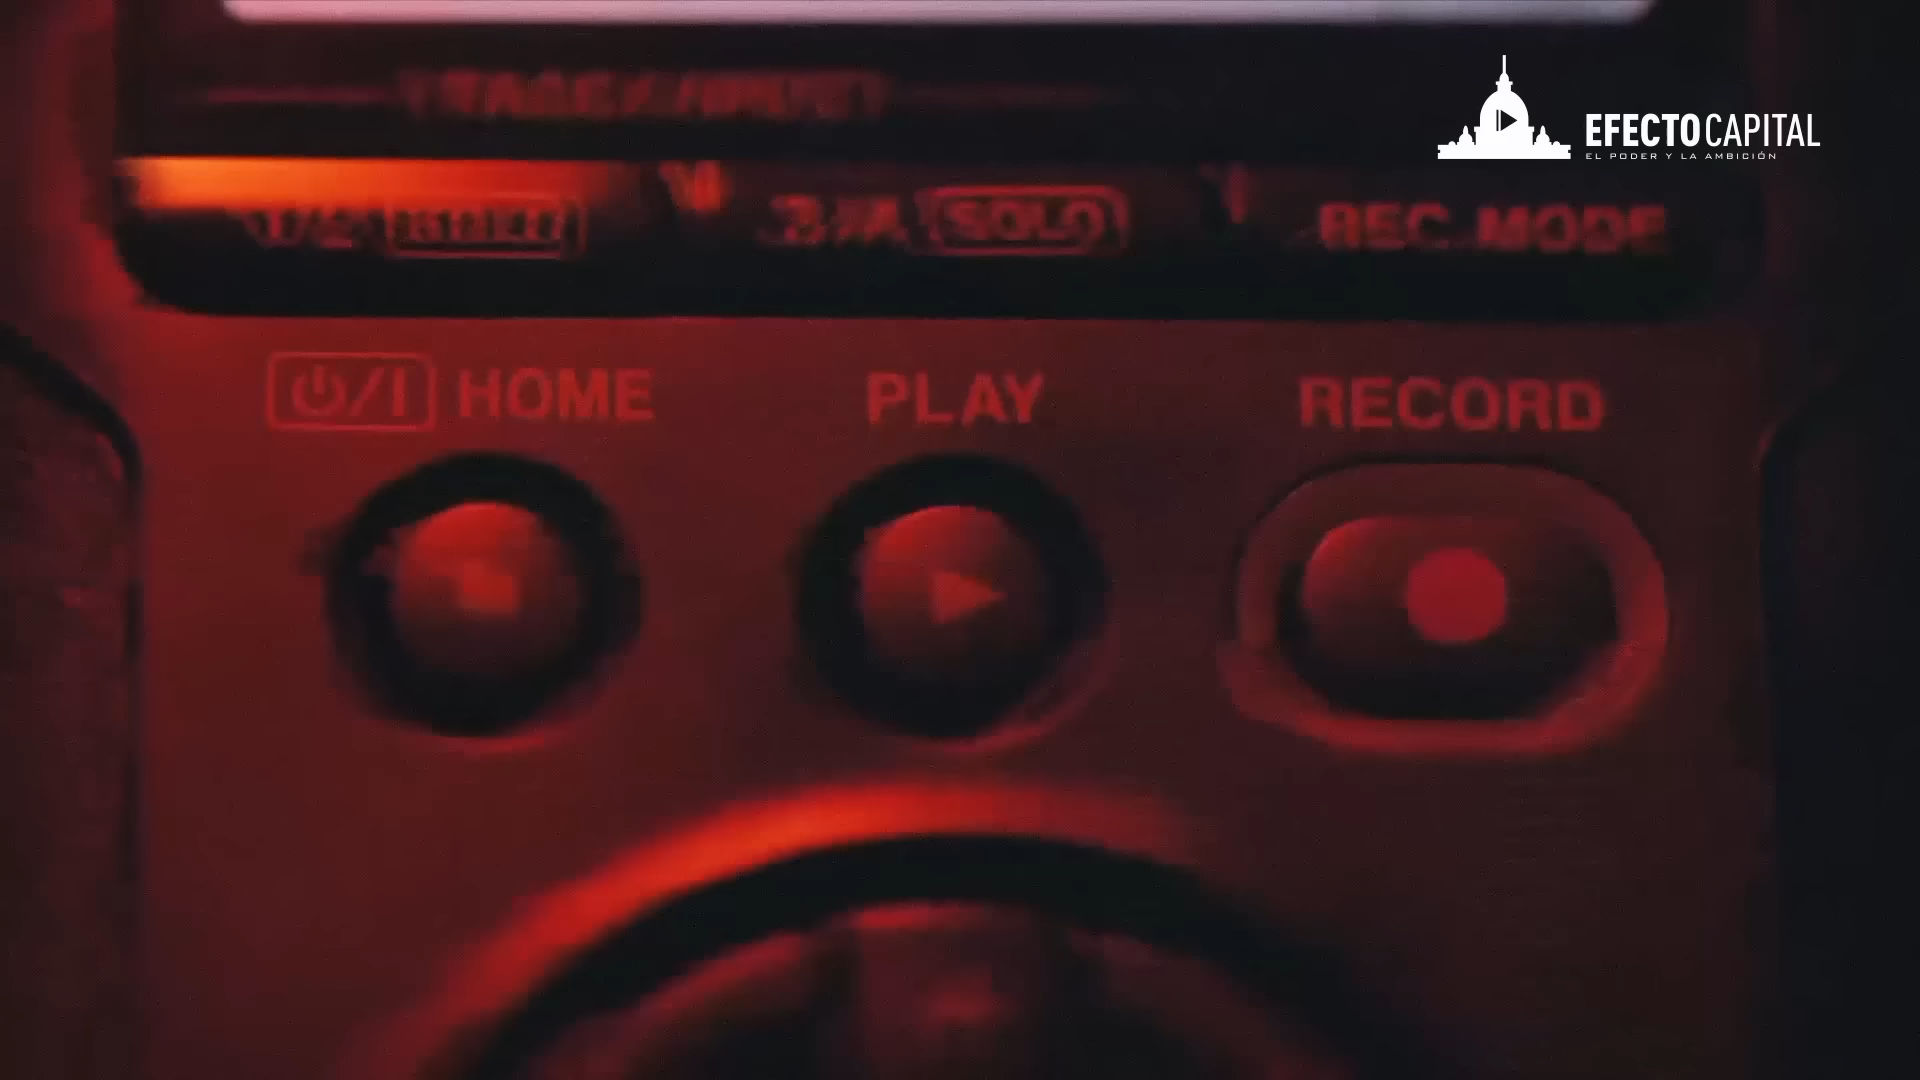 EFECTOCAPITAL
EL PODER Y LA AMBICIÓN
SOLO REC MODE
HOME PLAY RECORD